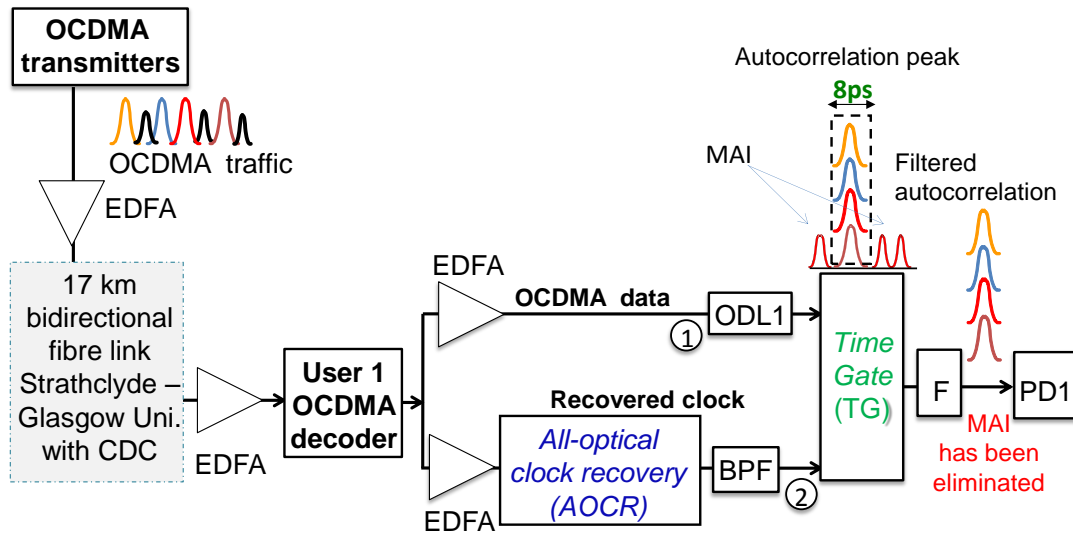 OCDMA
transmitters
OCDMA traffic
EDFA
17 km
bidirectional
fibre link
Strathclyde –
Glasgow Uni.
with CDC
EDFA
User 1
OCDMA
decoder
EDFA
OCDMA data
1
ODL1
EDFA
Recovered clock
All-optical
clock recovery
(AOCR)
BPF
2
Autocorrelation peak
8ps
MAI
Time
Gate
(TG)
Filtered
autocorrelation
F
PD1
MAI
has been
eliminated